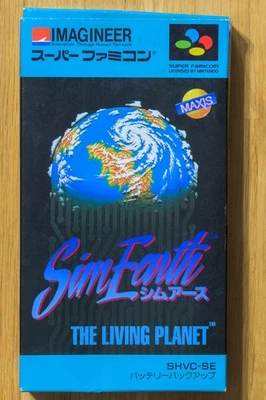 IMAGINEER
Innovation Through Human Network
スーパーファミコン®
SUPER FAMICOM
LICENSED BY NINTENDO
MAXIS
SimEarth™
シムアース
THE LIVING PLANET™
SHVC-SE
バッテリーバックアップ